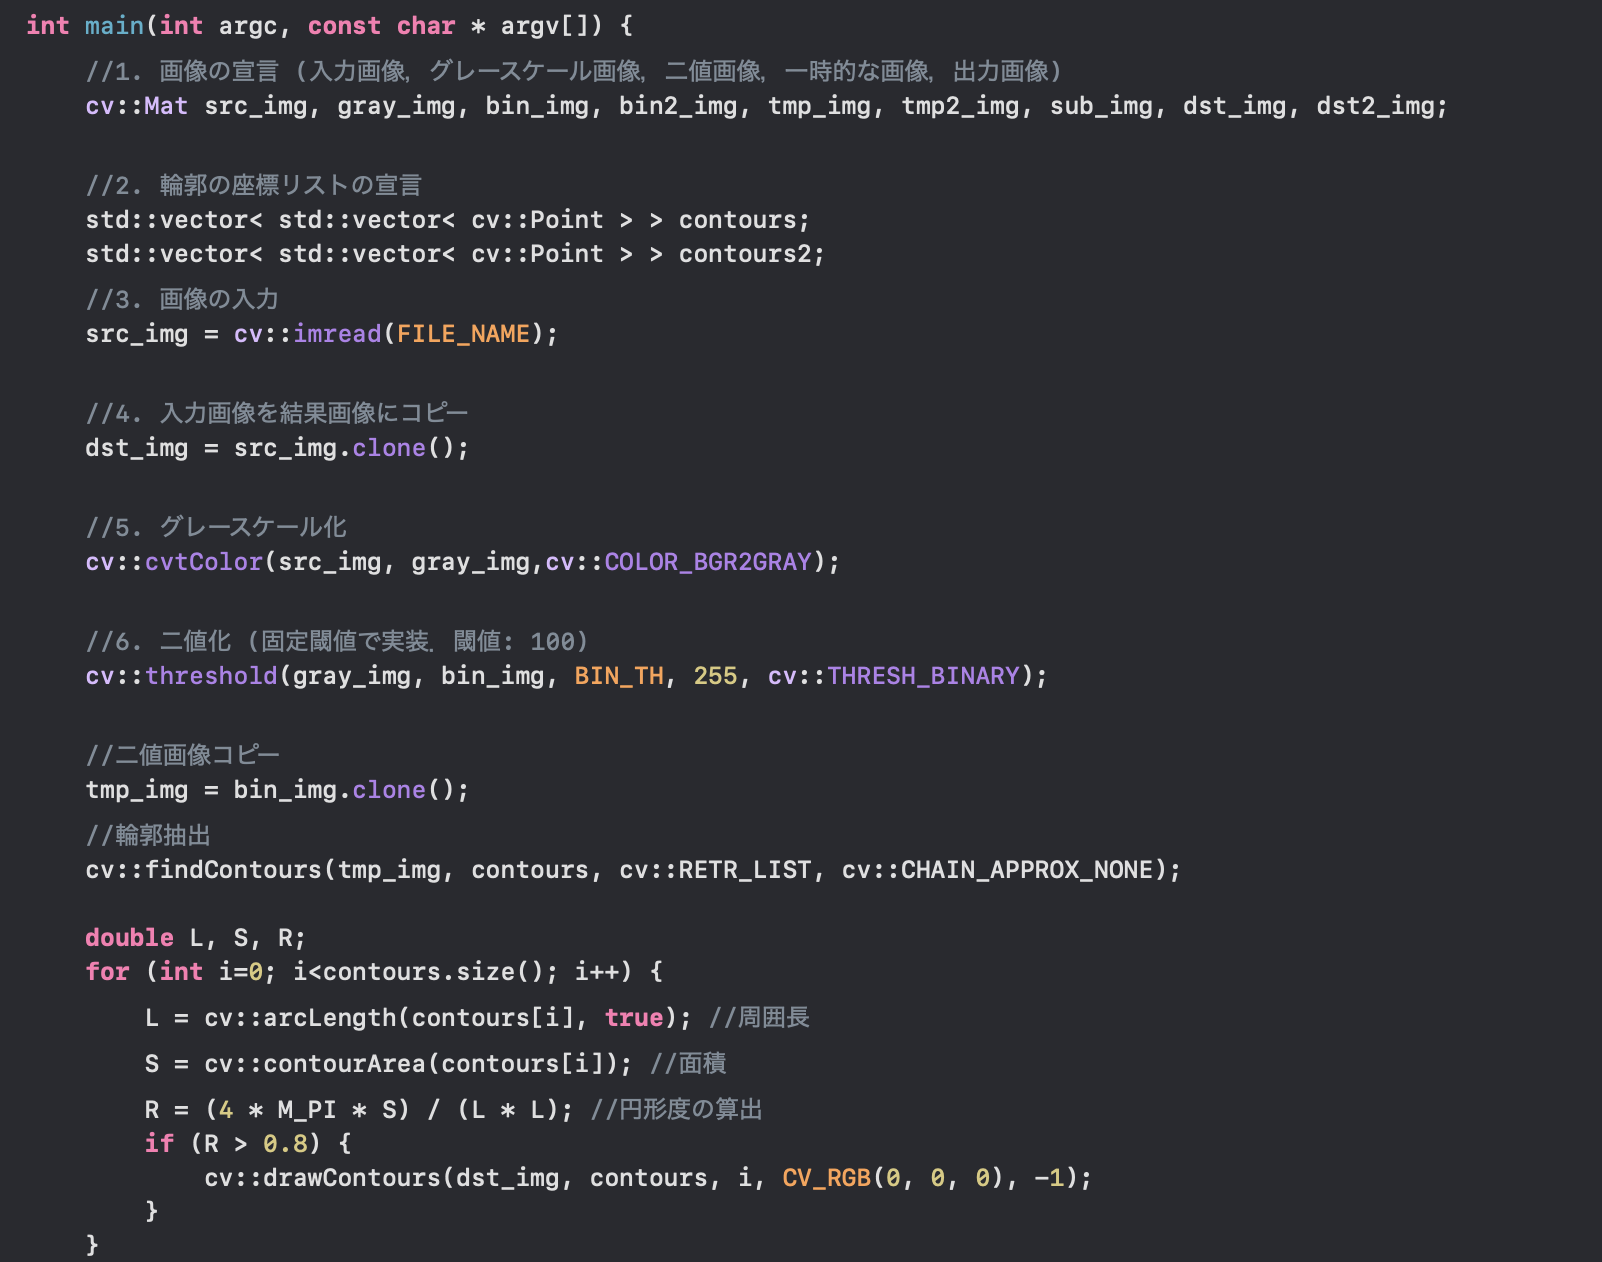 int main(int argc, const char * argv[]) {
//1. 画像の宣言 (入力画像，グレースケール画像，二値画像，一時的な画像，出力画像)
cv::Mat src_img, gray_img, bin_img, bin2_img, tmp_img, tmp2_img, sub_img, dst_img, dst2_img;
//2. 輪郭の座標リストの宣言
std::vector< std::vector< cv::Point > > contours;
std::vector< std::vector< cv::Point > > contours2;
//3. 画像の入力
src_img = cv::imread(FILE_NAME);
//4. 入力画像を結果画像にコピー
dst_img = src_img.clone();
//5. グレースケール化
cv::cvtColor(src_img, gray_img,cv::COLOR_BGR2GRAY);
//6. 二値化 (固定閾値で実装．閾値: 100)
cv::threshold(gray_img, bin_img, BIN_TH, 255, cv::THRESH_BINARY);
//二値画像コピー
tmp_img = bin_img.clone();
//輪郭抽出
cv::findContours(tmp_img, contours, cv::RETR_LIST, cv::CHAIN_APPROX_NONE);
double L, S, R;
for (int i=0; i<contours.size(); i++) {
L = cv::arcLength(contours[i], true); //周囲長
S = cv::contourArea(contours[i]); //面積
R = (4 * M_PI * S) / (L * L); //円形度の算出
if (R > 0.8) {
cv::drawContours(dst_img, contours, i, CV_RGB(0, 0, 0), -1);
}
}